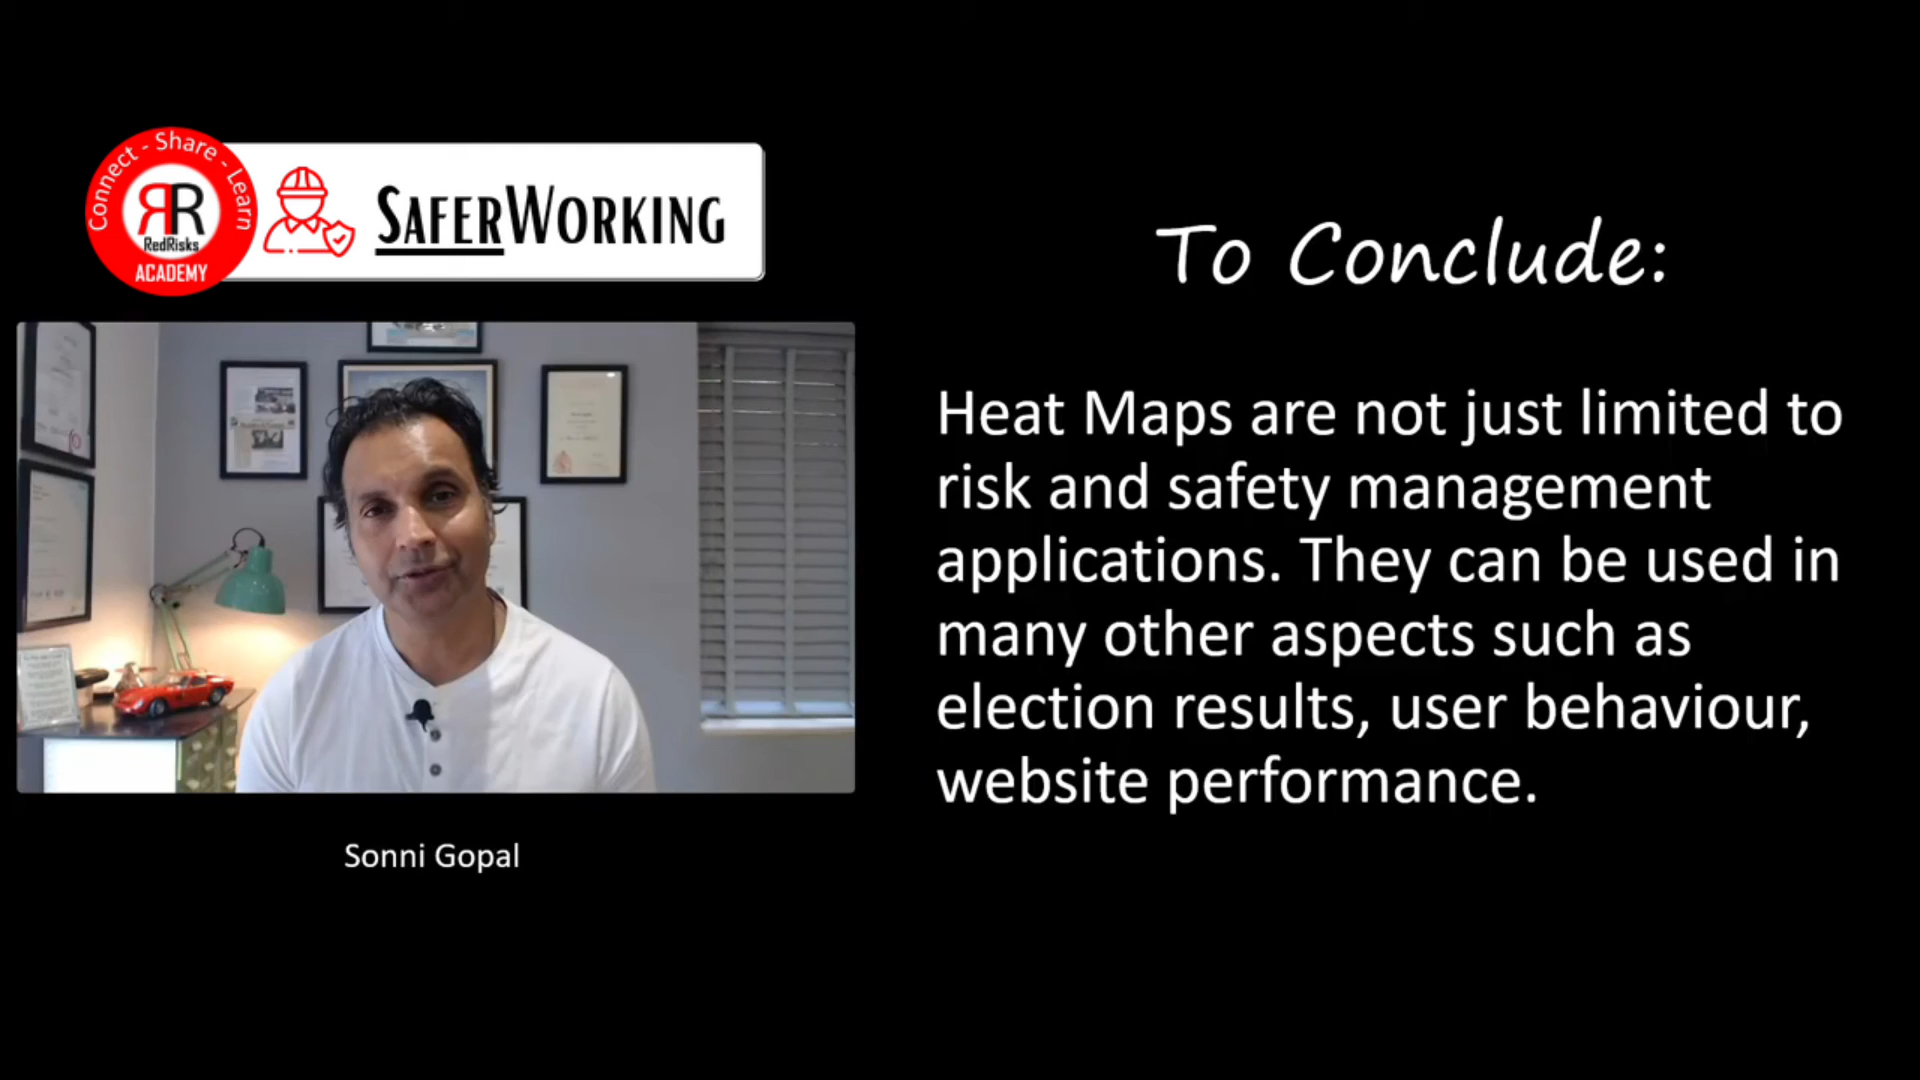 Connect - Share - Learn
RR
RedRisks
ACADEMY
SAFERWORKING
To Conclude:
Heat Maps are not just limited to
risk and safety management
applications. They can be used in
many other aspects such as
election results, user behaviour,
website performance.
Sonni Gopal